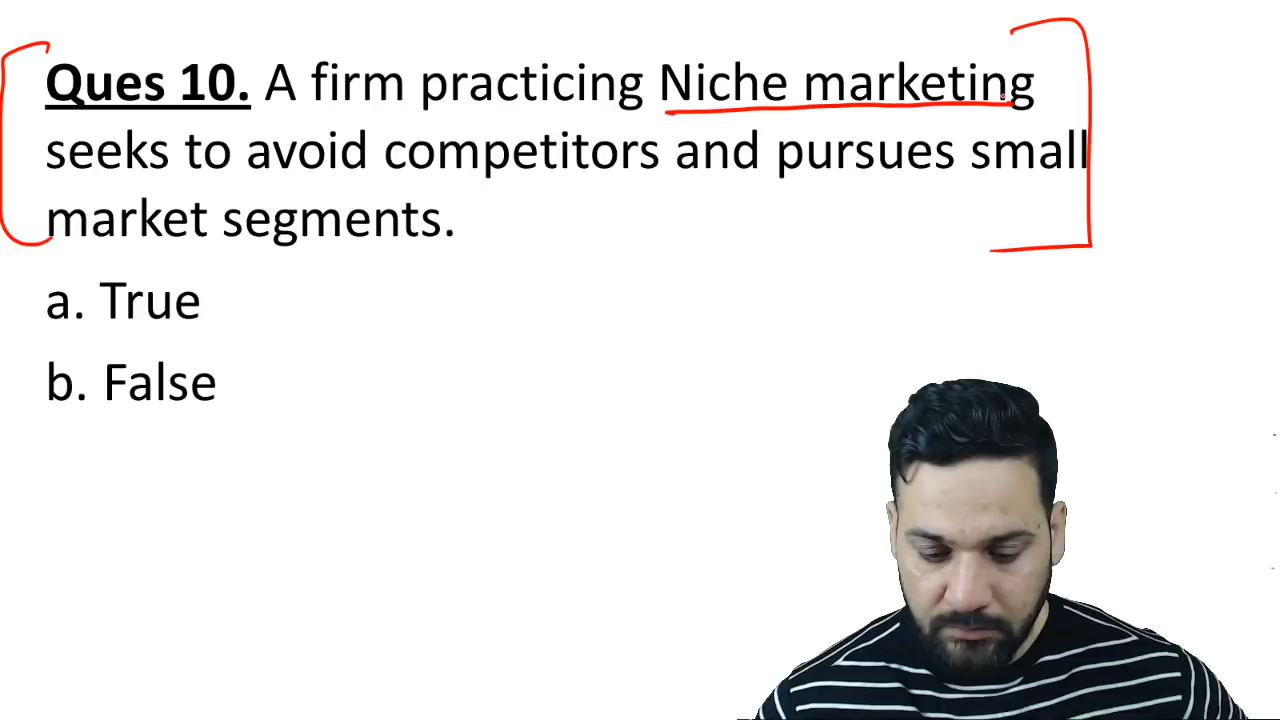 Ques 10. A firm practicing Niche marketing
seeks to avoid competitors and pursues small
market segments.
a. True
b. False